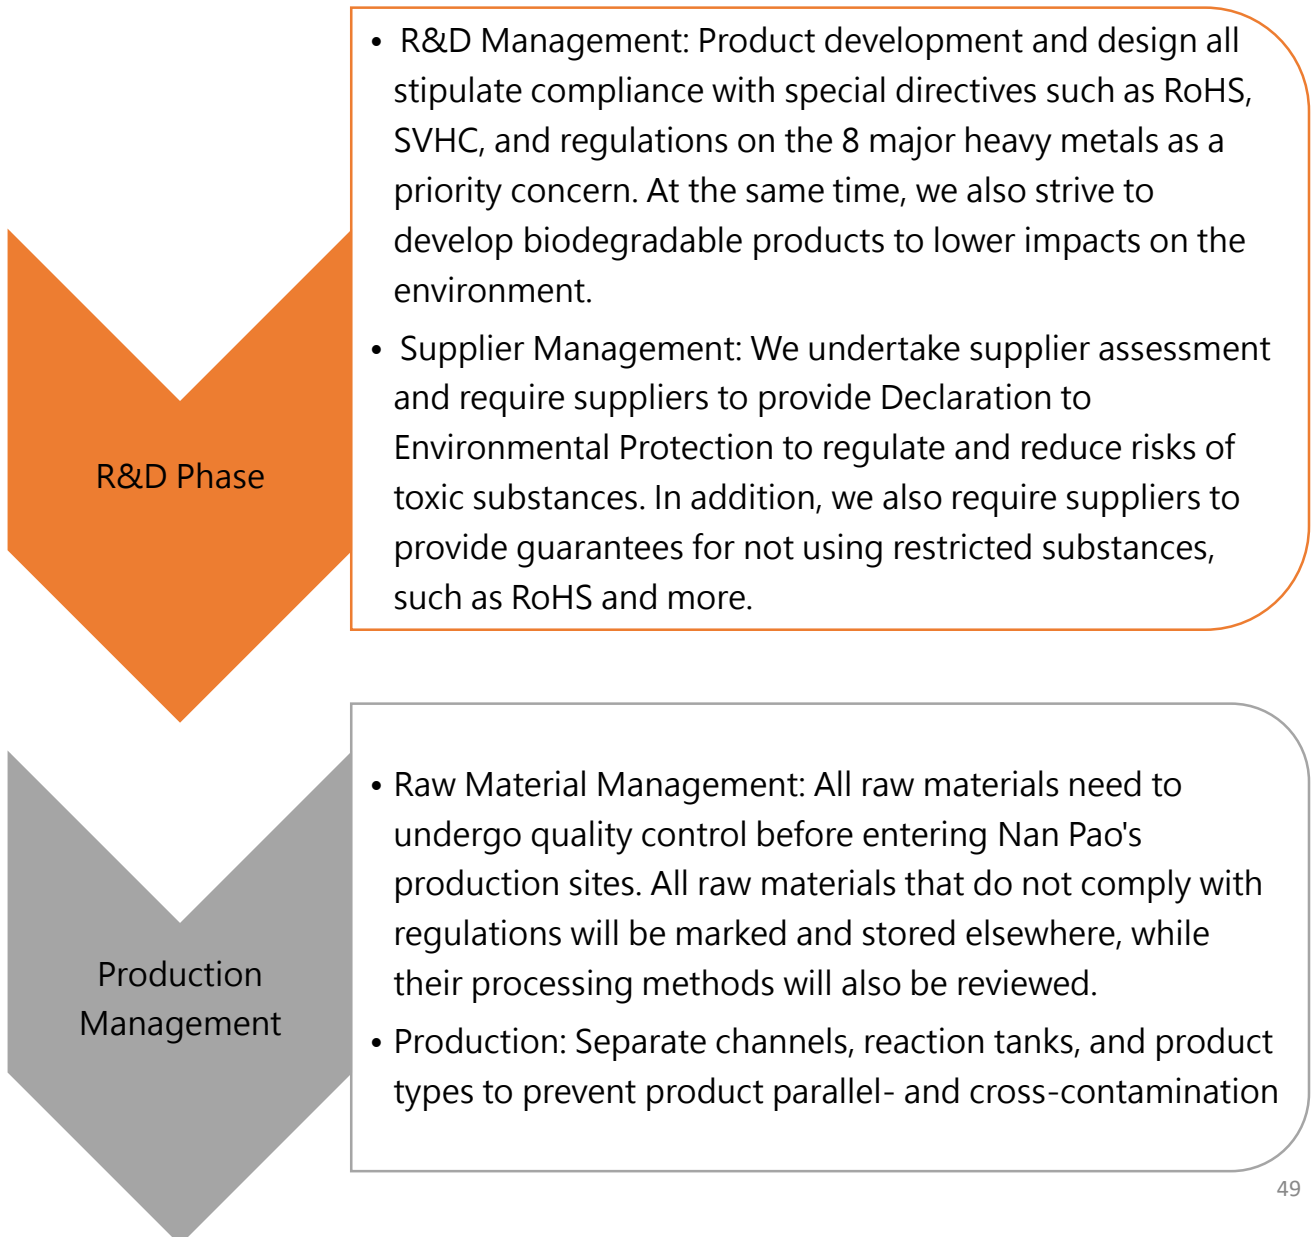 • R&D Management: Product development and design all
stipulate compliance with special directives such as RoHS,
SVHC, and regulations on the 8 major heavy metals as a
priority concern. At the same time, we also strive to
develop biodegradable products to lower impacts on the
environment.
• Supplier Management: We undertake supplier assessment
and require suppliers to provide Declaration to
Environmental Protection to regulate and reduce risks of
toxic substances. In addition, we also require suppliers to
provide guarantees for not using restricted substances,
such as RoHS and more.
R&D Phase
• Raw Material Management: All raw materials need to
undergo quality control before entering Nan Pao's
production sites. All raw materials that do not comply with
regulations will be marked and stored elsewhere, while
their processing methods will also be reviewed.
• Production: Separate channels, reaction tanks, and product
types to prevent product parallel- and cross-contamination
Production
Management
49